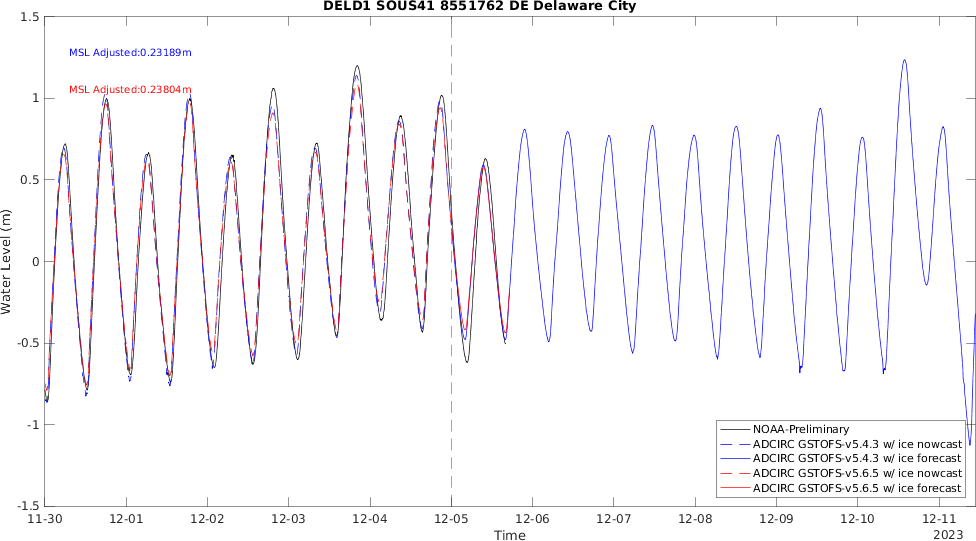 DELD1 SOUS41 8551762 DE Delaware City
1.5
MSL Adjusted:0.23189m
MSL Adjusted:0.23804m
1
0.5
0
-0.5
-1
-1.5
Water Level (m)
NOAA-Preliminary
ADCIRC GSTOFS-v5.4.3 w/ ice nowcast
ADCIRC GSTOFS-v5.4.3 w/ ice forecast
ADCIRC GSTOFS-v5.6.5 w/ ice nowcast
ADCIRC GSTOFS-v5.6.5 w/ ice forecast
11-30 12-01 12-02 12-03 12-04 12-05 12-06 12-07 12-08 12-09 12-10 12-11
Time
2023